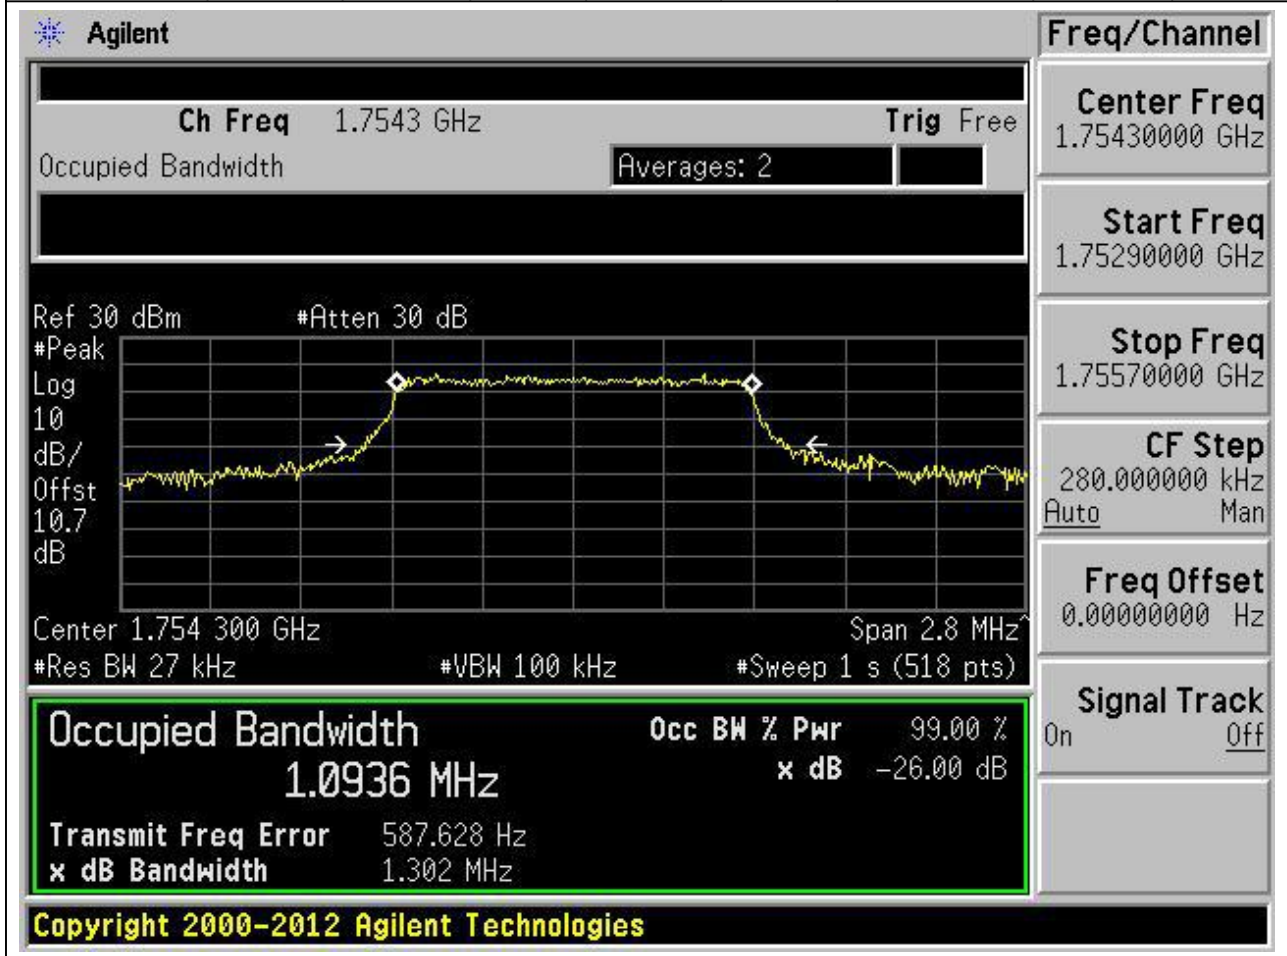 Agilent
Freq/Channel
Ch Freq 1.7543 GHz Trig Free
Occupied Bandwidth Averages: 2
Center Freq
1.75430000 GHz
Start Freq
1.75290000 GHz
Stop Freq
1.75570000 GHz
CF Step
280.000000 kHz
Auto Man
Freq Offset
0.00000000 Hz
Signal Track
On Off
Ref 30 dBm #Atten 30 dB
#Peak
Log
10
dB/
Offst
10.7
dB
Center 1.754 300 GHz Span 2.8 MHz^
#Res BW 27 kHz #VBW 100 kHz #Sweep 1 s (518 pts)
Occupied Bandwidth
1.0936 MHz
Occ BW % Pwr 99.00 %
x dB -26.00 dB
Transmit Freq Error 587.628 Hz
x dB Bandwidth 1.302 MHz
Copyright 2000-2012 Agilent Technologies